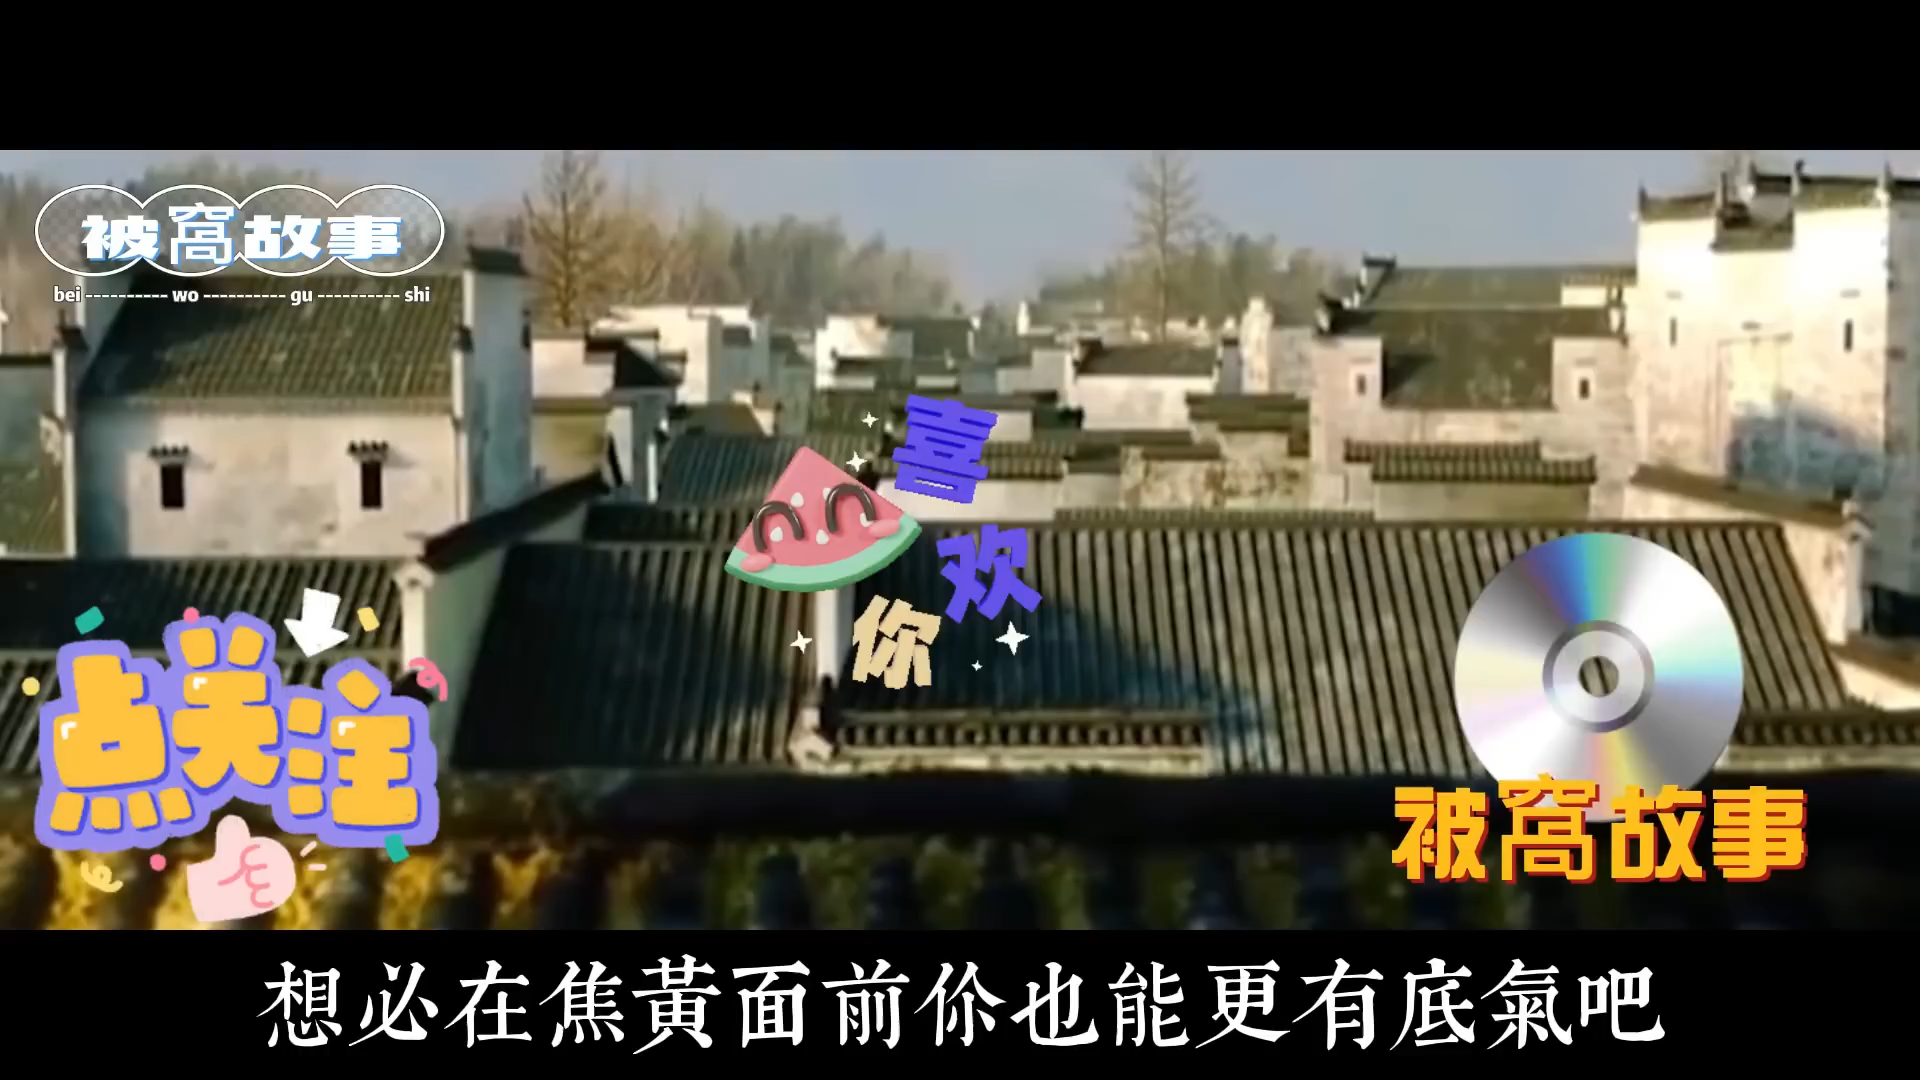 被窩故事
bei ---------- wo ---------- gu ---------- shi
喜
欢
你
点关注
被窩故事
想必在焦黃面前伱也能更有底氣吧